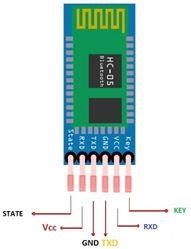 HC-05
Bluetooth
State
RXD
TXD
GND
VCC
Key
STATE
KEY
Vcc
RXD
GND TXD